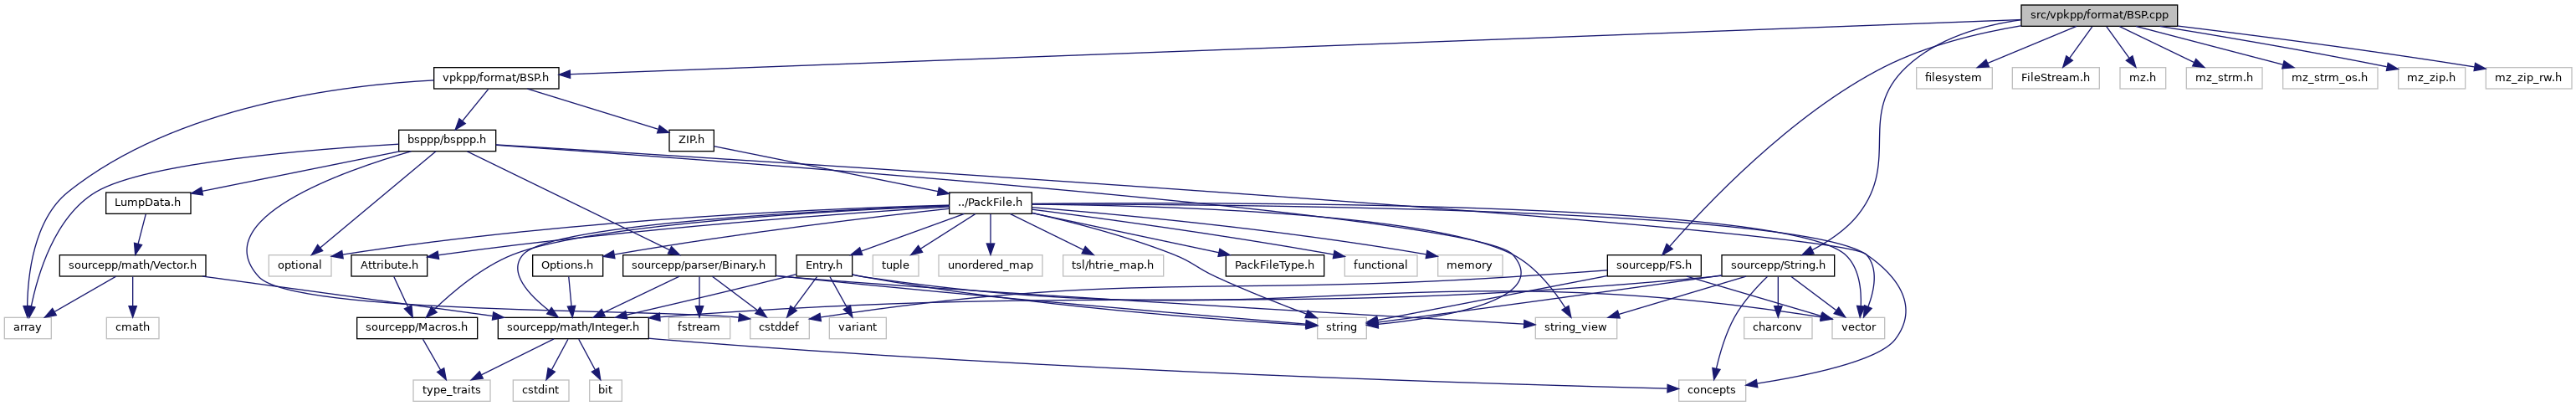 src/vpkpp/format/BSP.cpp
vpkpp/format/BSP.h
filesystem
FileStream.h
mz.h
mz_strm.h
mz_strm_os.h
mz_zip.h
mz_zip_rw.h
bsppp/bsppp.h
ZIP.h
LumpData.h
../PackFile.h
sourcepp/math/Vector.h
optional
Attribute.h
Options.h
sourcepp/parser/Binary.h
Entry.h
tuple
unordered_map
tsl/htrie_map.h
PackFileType.h
functional
memory
sourcepp/FS.h
sourcepp/String.h
array
cmath
sourcepp/Macros.h
sourcepp/math/Integer.h
fstream
cstddef
variant
string
string_view
charconv
vector
type_traits
cstdint
bit
concepts